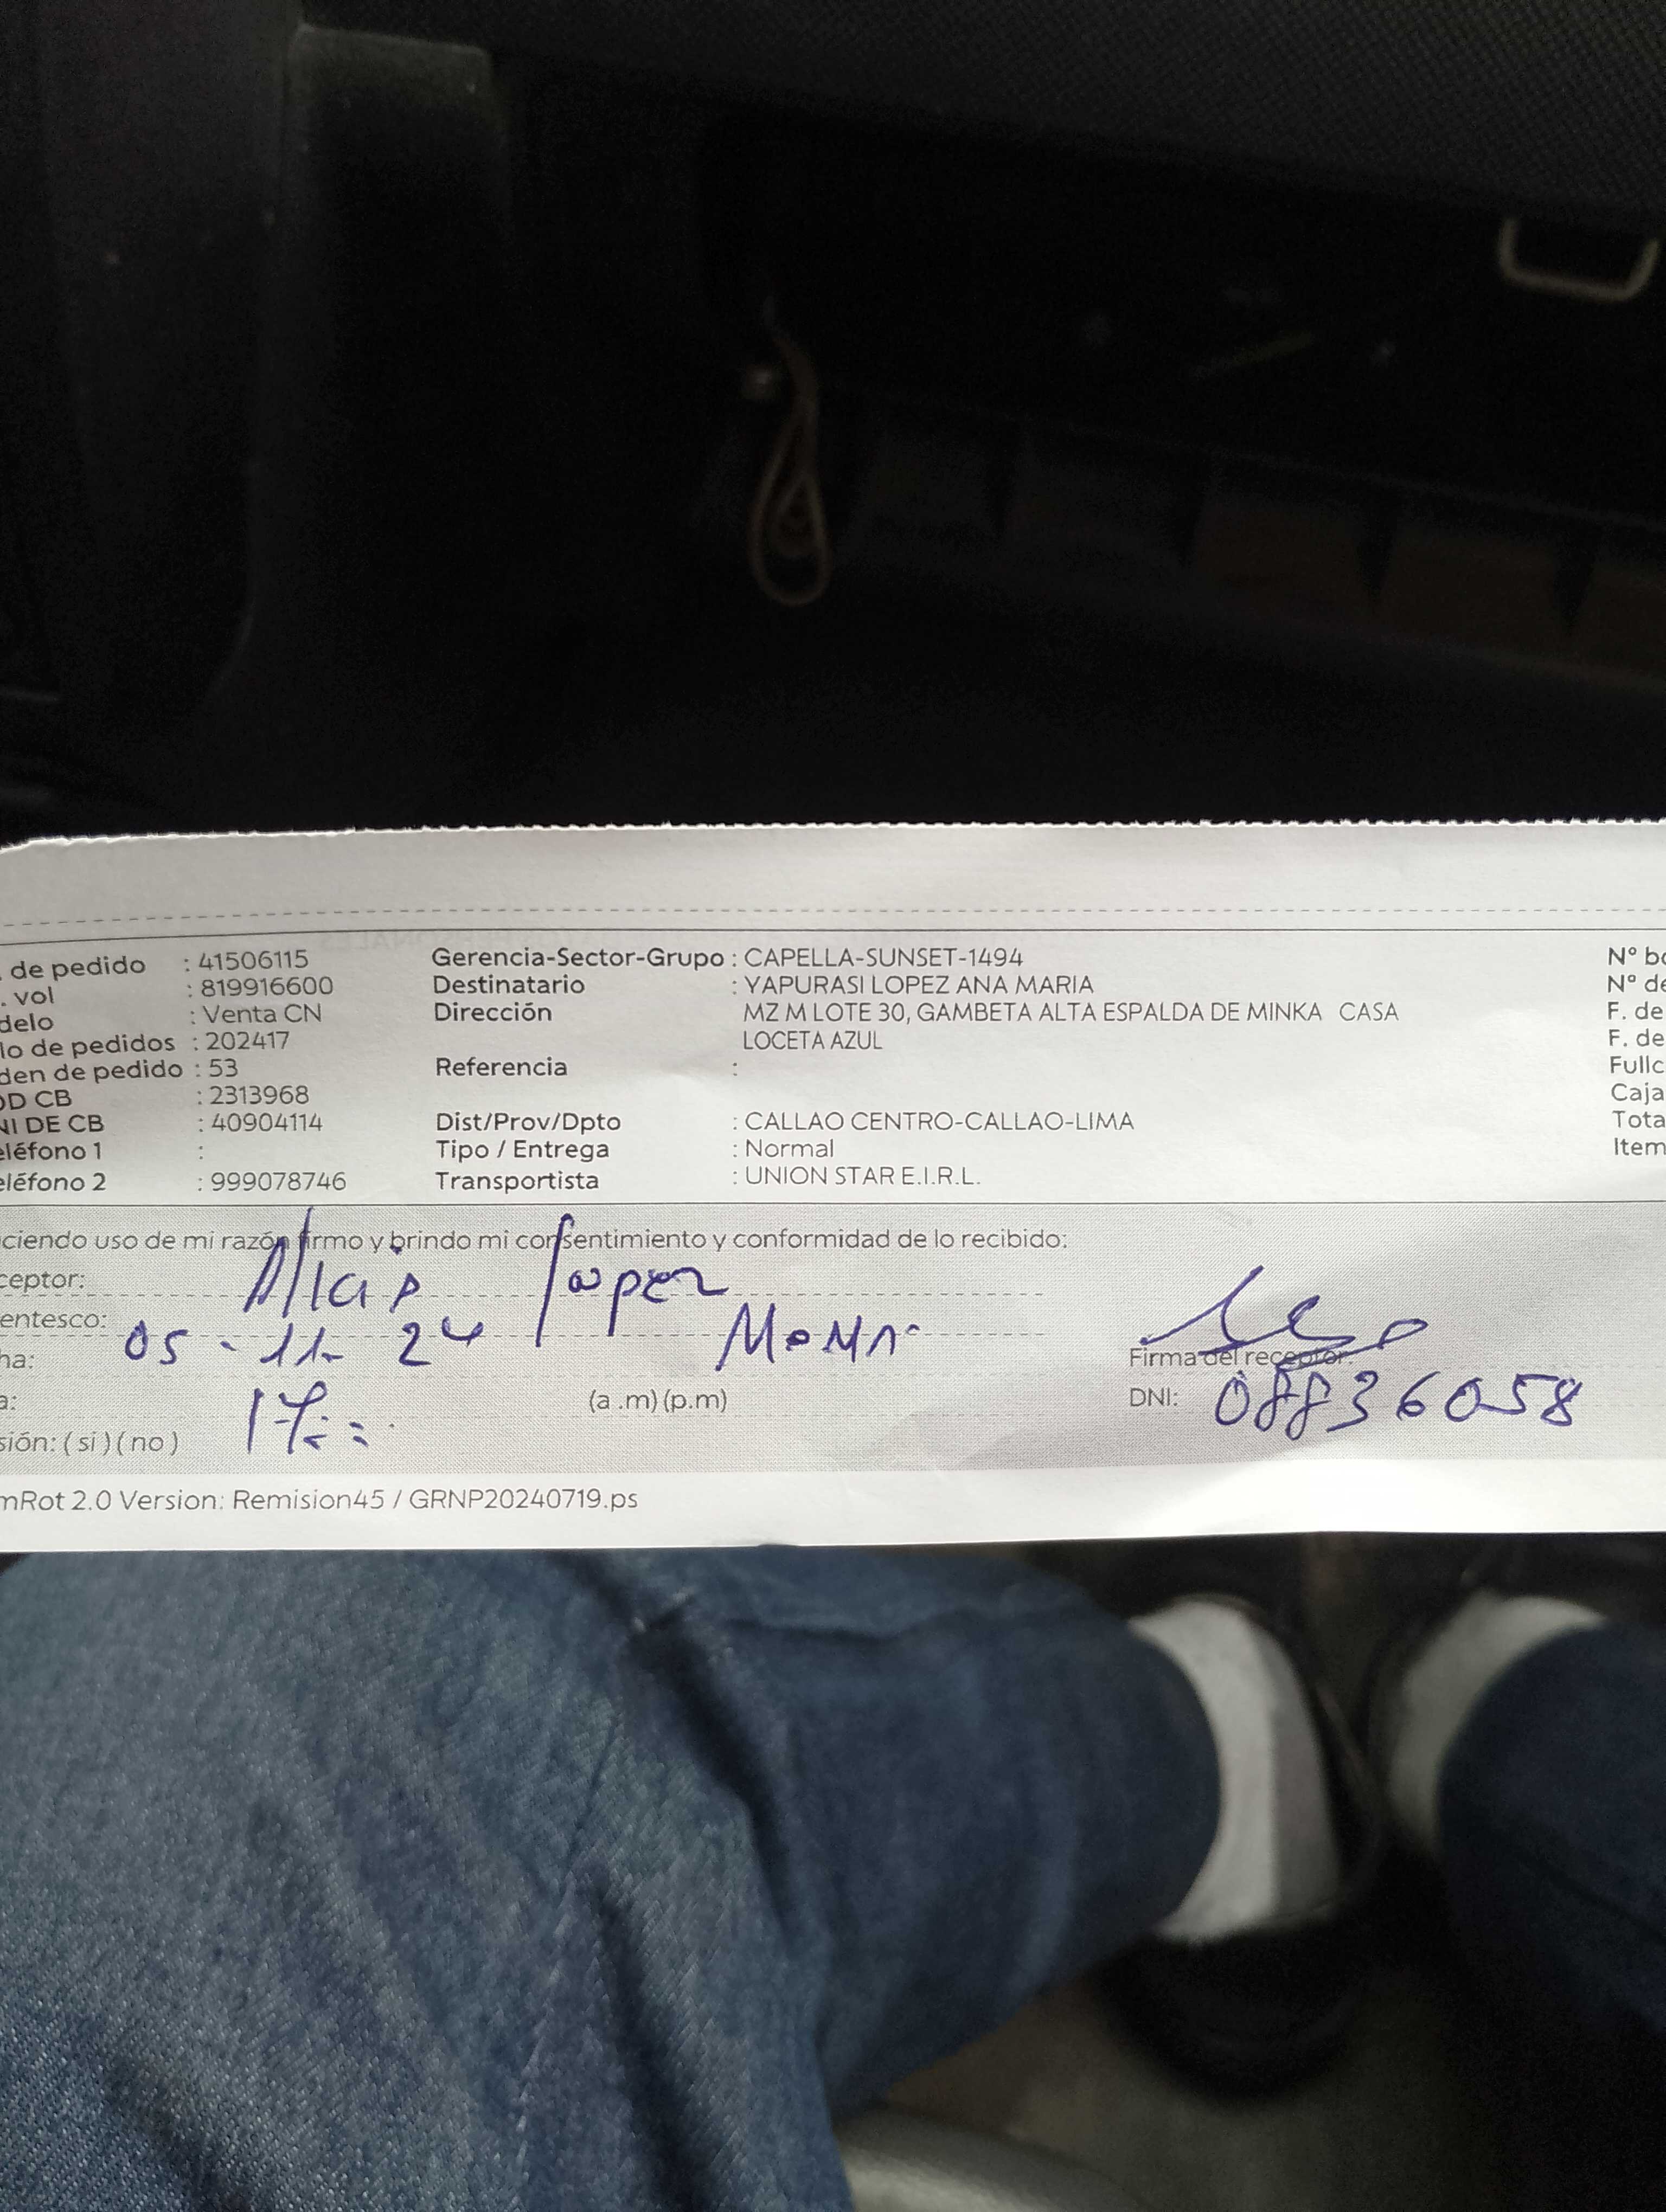 . de pedido : 41506115 Gerencia-Sector-Grupo : CAPELLA-SUNSET-1494 Nº bo
. vol : 819916600 Destinatario : YAPURASI LOPEZ ANA MARIA Nº de
delo : Venta CN Dirección MZ M LOTE 30, GAMBETA ALTA ESPALDA DE MINKA CASA F. de
lo de pedidos : 202417 LOCETA AZUL F. de
den de pedido : 53 Referencia : Fullc
OD CB : 2313968 Caja
NI DE CB : 40904114 Dist/Prov/Dpto : CALLAO CENTRO-CALLAO-LIMA Tota
eléfono 1 : Tipo / Entrega : Normal Item
eléfono 2 : 999078746 Transportista : UNION STAR E.I.R.L.
ciendo uso de mi razón firmo y brindo mi consentimiento y conformidad de lo recibido:
ceptor: lopez
entesco:
ha: 05-11-24 Firma del receptor:
a: (a .m) (p.m) DNI: 08836058
sión: ( si ) ( no )
mRot 2.0 Version: Remision45 / GRNP20240719.ps